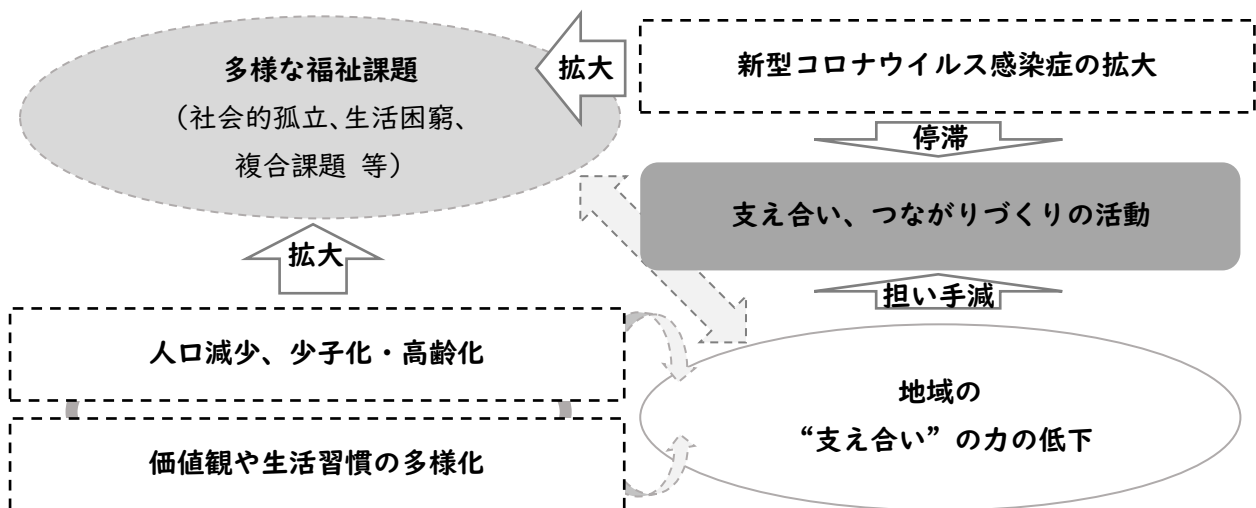 多様な福祉課題
（社会的孤立、生活困窮、
複合課題 等）
拡大
新型コロナウイルス感染症の拡大
停滞
支え合い、つながりづくりの活動
拡大
担い手減
人口減少、少子化・高齢化
価値観や生活習慣の多様化
地域の
“支え合い”の力の低下